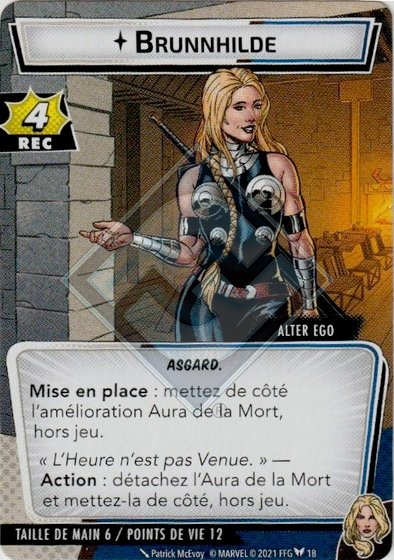 BRUNNHILDE
4
REC
ALTER EGO
ASGARD.
Mise en place : mettez de côté
l'amélioration Aura de la Mort,
hors jeu.
« L'Heure n'est pas Venue. » —
Action : détachez l'Aura de la Mort
et mettez-la de côté, hors jeu.
TAILLE DE MAIN 6 / POINTS DE VIE 12
Patrick McEvoy © MARVEL © 2021 FFG 18